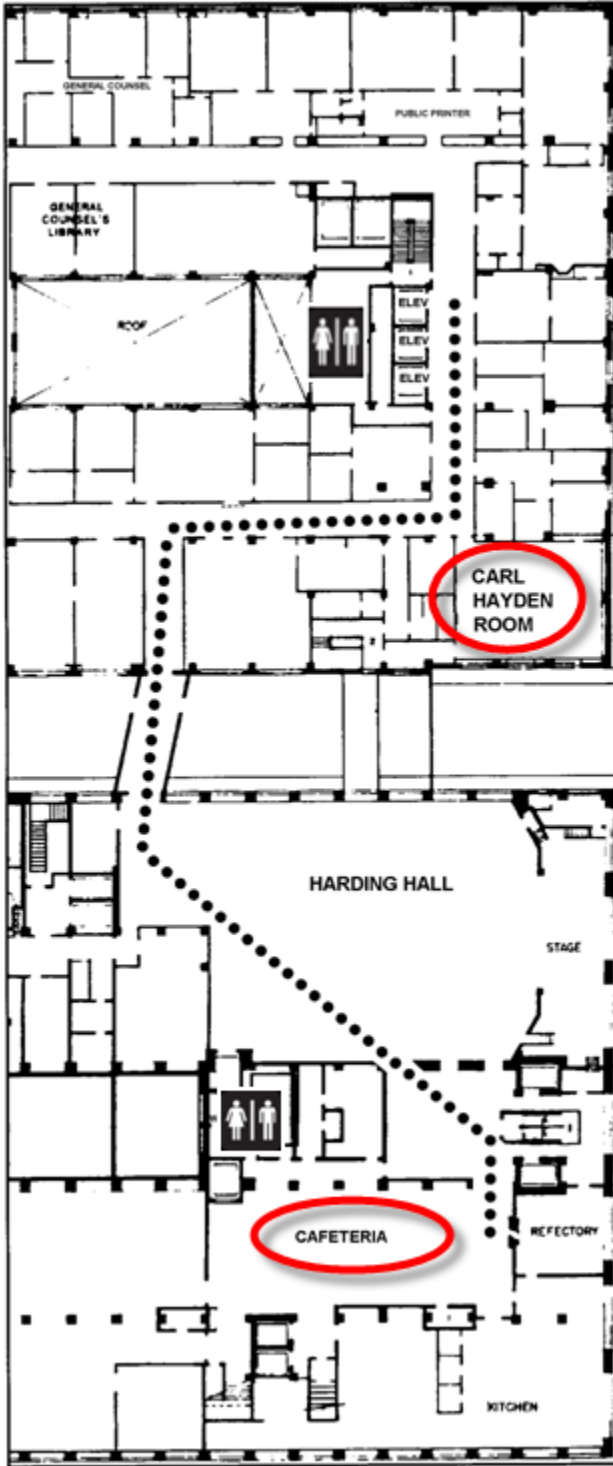 GENERAL COUNSEL
PUBLIC PRINTER
GENERAL
COUNSEL'S
LIBRARY
ROOF
ELEV
ELEV
ELEV
CARL
HAYDEN
ROOM
HARDING HALL
STAGE
CAFETERIA
REFECTORY
KITCHEN